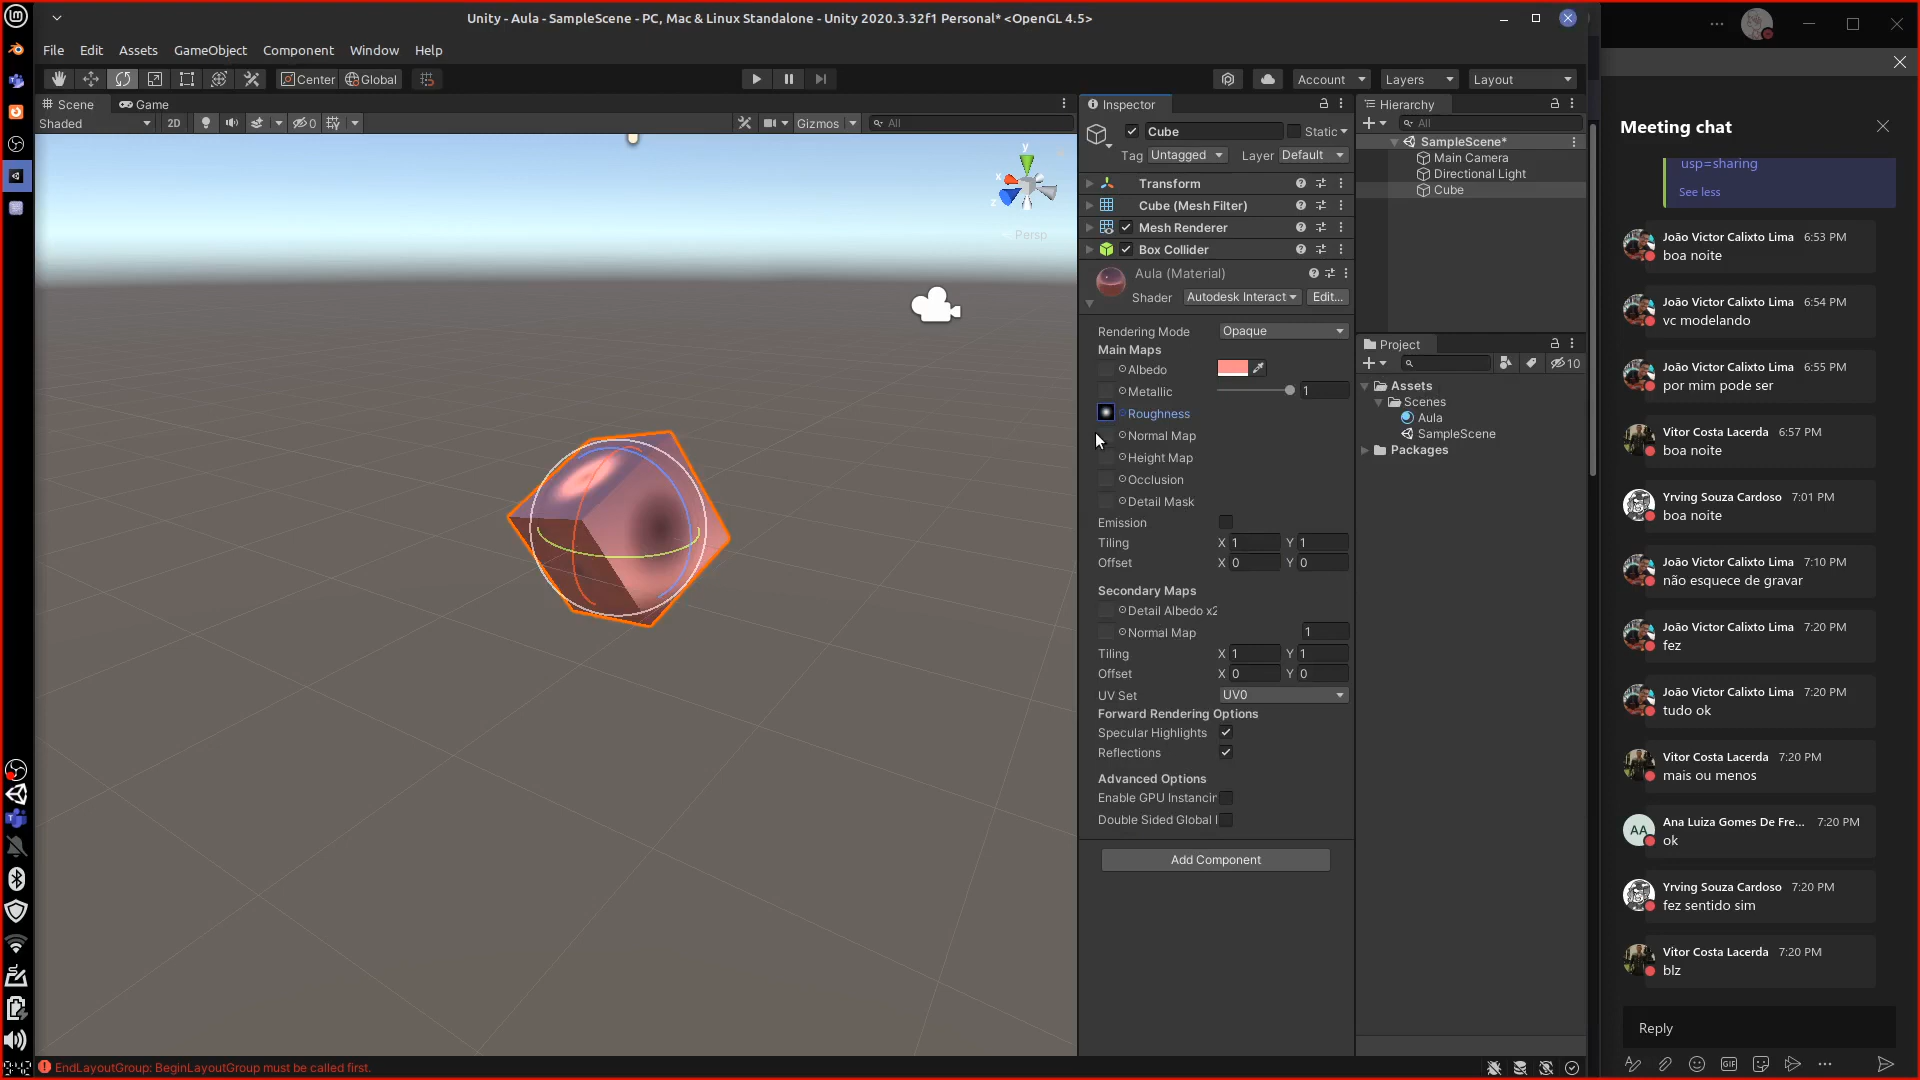 Unity - Aula - SampleScene - PC, Mac & Linux Standalone - Unity 2020.3.32f1 Personal* <OpenGL 4.5>
File Edit Assets GameObject Component Window Help
Center Global
Account Layers Layout
Scene Game
Shaded 2D 0 Gizmos All
y
x
z
Persp
Inspector
Cube Static
Tag Untagged Layer Default
Transform
Cube (Mesh Filter)
Mesh Renderer
Box Collider
Aula (Material)
Shader Autodesk Interact Edit...
Rendering Mode Opaque
Main Maps
Albedo
Metallic 1
Roughness
Normal Map
Height Map
Occlusion
Detail Mask
Emission
Tiling X 1 Y 1
Offset X 0 Y 0
Secondary Maps
Detail Albedo x2
Normal Map 1
Tiling X 1 Y 1
Offset X 0 Y 0
UV Set UV0
Forward Rendering Options
Specular Highlights
Reflections
Advanced Options
Enable GPU Instancin
Double Sided Global I
Add Component
Hierarchy
All
SampleScene*
Main Camera
Directional Light
Cube
Project
10
Assets
Scenes
Aula
SampleScene
Packages
EndLayoutGroup: BeginLayoutGroup must be called first.
Meeting chat
usp=sharing
See less
João Victor Calixto Lima 6:53 PM
boa noite
João Victor Calixto Lima 6:54 PM
vc modelando
João Victor Calixto Lima 6:55 PM
por mim pode ser
Vitor Costa Lacerda 6:57 PM
boa noite
Yrving Souza Cardoso 7:01 PM
boa noite
João Victor Calixto Lima 7:10 PM
não esquece de gravar
João Victor Calixto Lima 7:20 PM
fez
João Victor Calixto Lima 7:20 PM
tudo ok
Vitor Costa Lacerda 7:20 PM
mais ou menos
AA
Ana Luiza Gomes De Fre... 7:20 PM
ok
Yrving Souza Cardoso 7:20 PM
fez sentido sim
Vitor Costa Lacerda 7:20 PM
blz
Reply
GIF